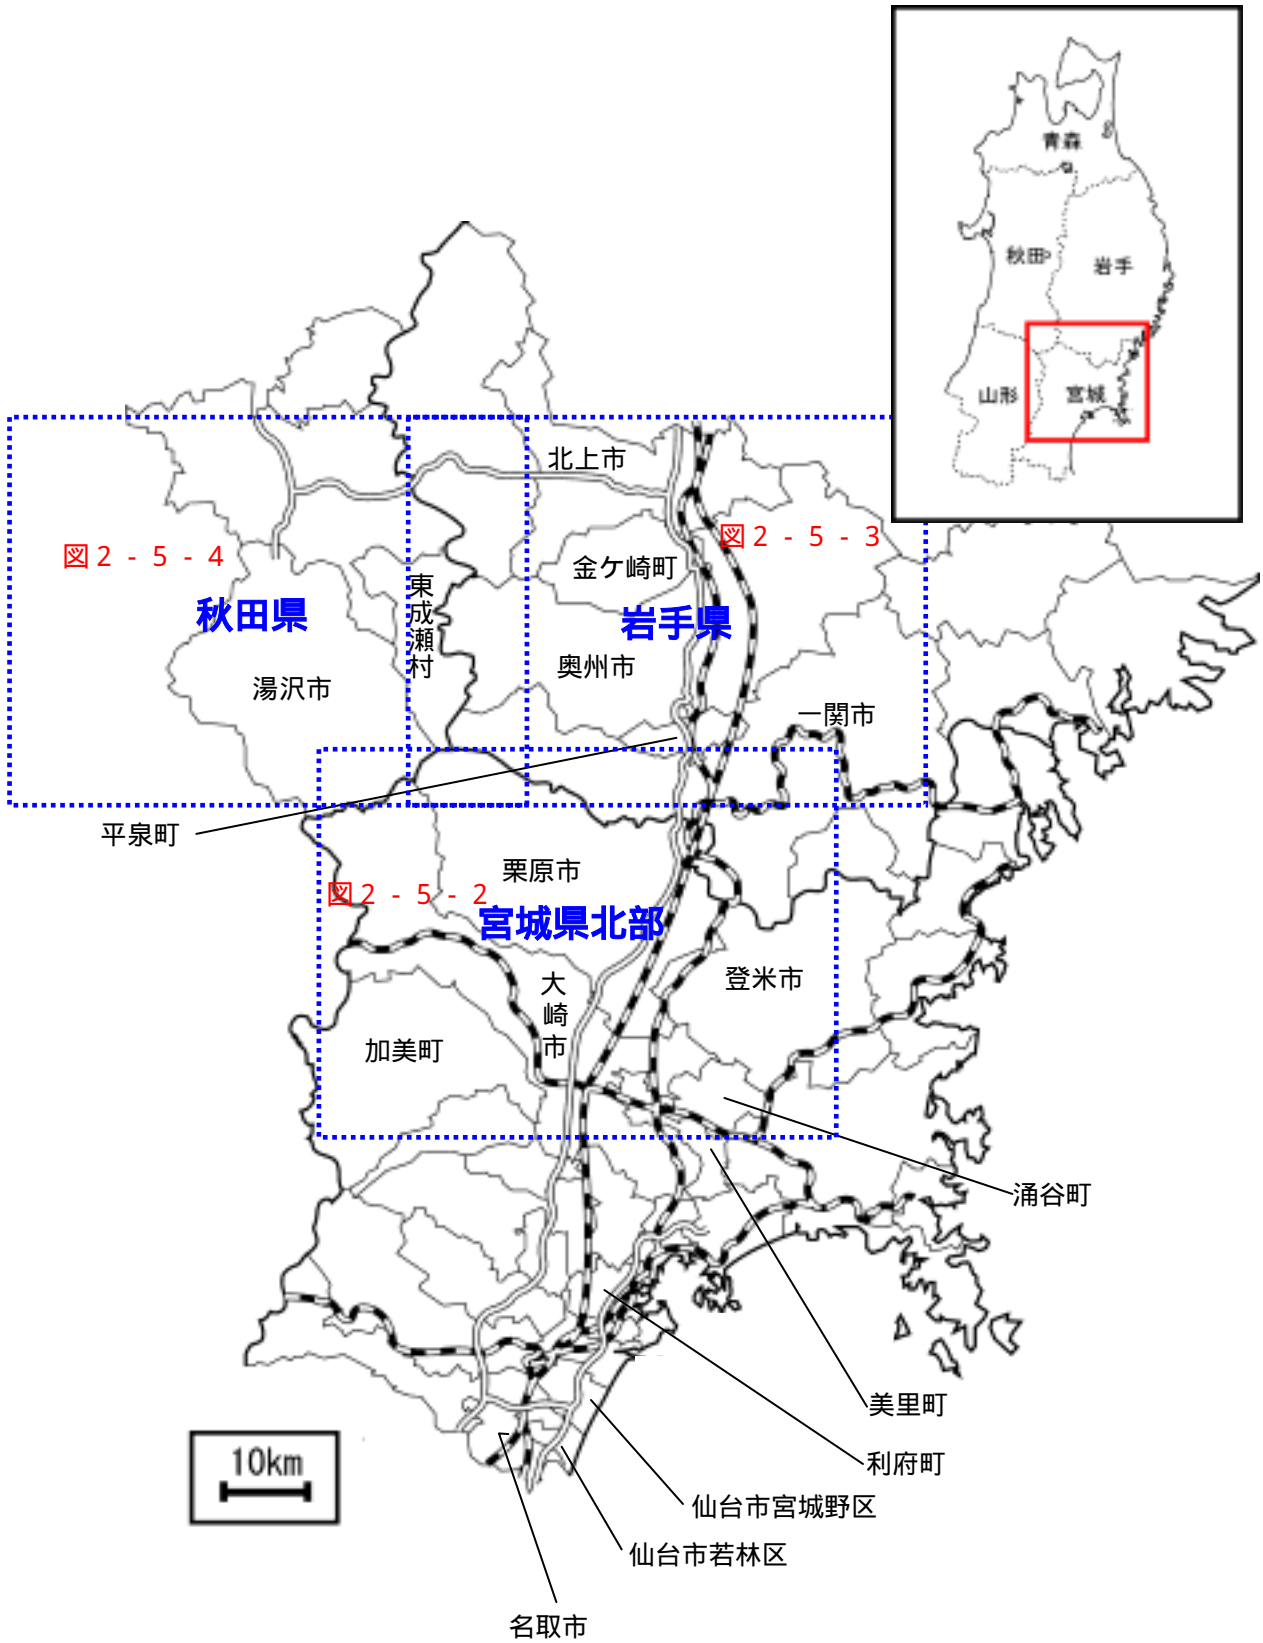 青森
秋田
岩手
山形
宮城
北上市
図2-5-3
図2-5-4
金ケ崎町
東成瀬村
秋田県
岩手県
奥州市
湯沢市
一関市
平泉町
栗原市
図2-5-2
宮城県北部
登米市
大崎市
加美町
涌谷町
美里町
10km
利府町
仙台市宮城野区
仙台市若林区
名取市